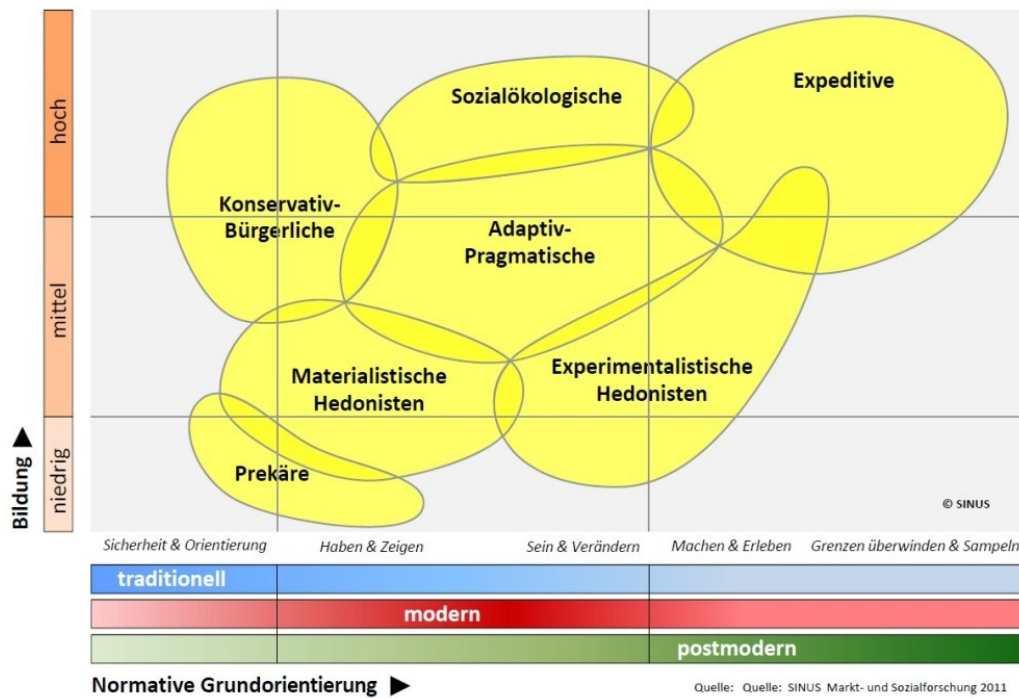 Bildung ►
hoch
mittel
niedrig
Sozialökologische
Expeditive
Konservativ-
Bürgerliche
Adaptiv-
Pragmatische
Materialistische
Hedonisten
Experimentalistische
Hedonisten
Prekäre
© SINUS
Sicherheit & Orientierung
Haben & Zeigen
Sein & Verändern
Machen & Erleben
Grenzen überwinden & Sampeln
traditionell
modern
postmodern
Normative Grundorientierung ►
Quelle: Quelle: SINUS Markt- und Sozialforschung 2011